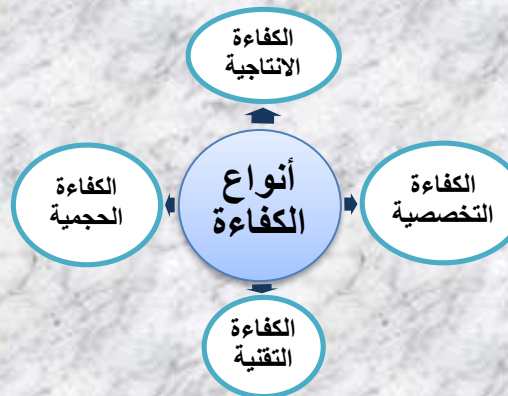 الكفاءة
الانتاجية
أنواع
الكفاءة
الكفاءة
التخصصية
الكفاءة
الحجمية
الكفاءة
التقنية